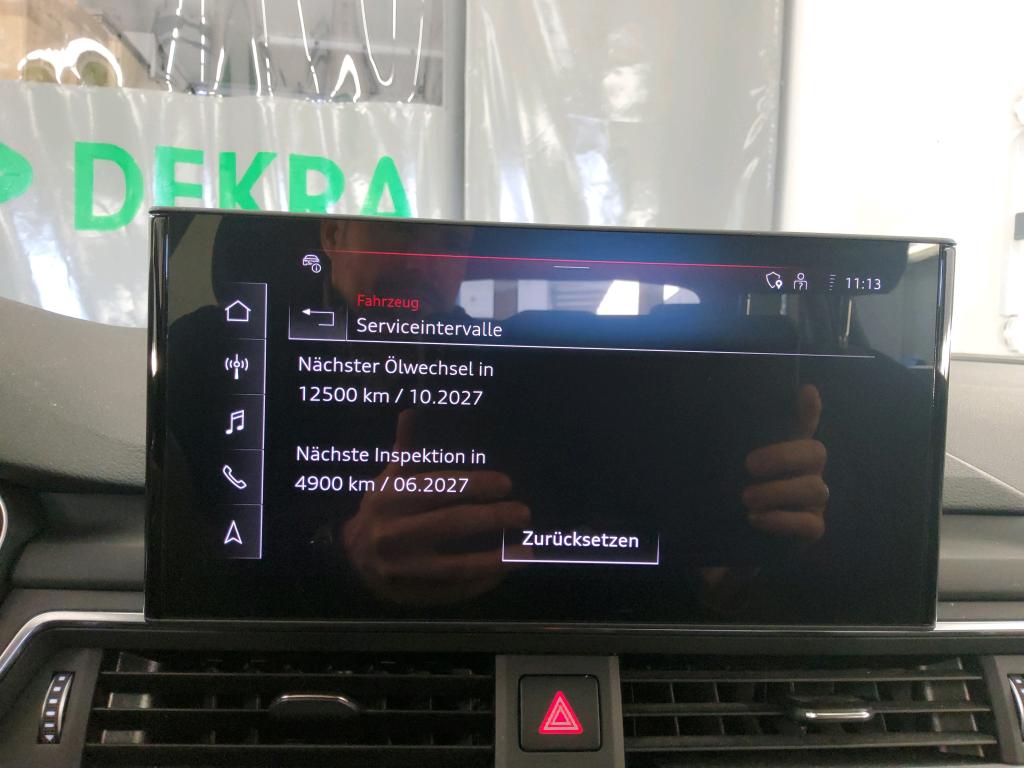 DEKRA
11:13
Fahrzeug
Serviceintervalle
Nächster Ölwechsel in
12500 km / 10.2027
Nächste Inspektion in
4900 km / 06.2027
Zurücksetzen